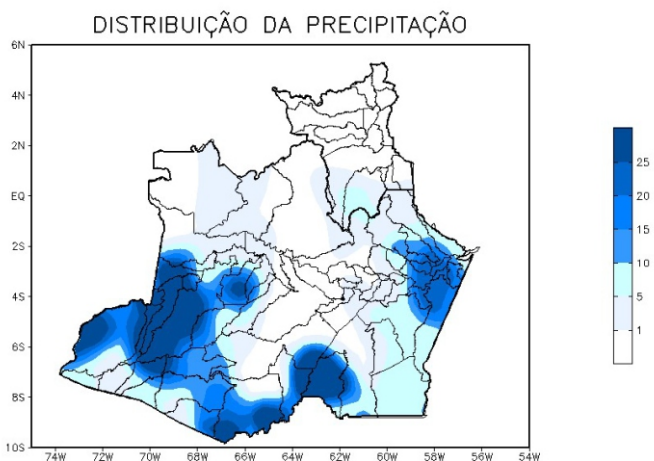 DISTRIBUIÇÃO DA PRECIPITAÇÃO
6N
4N
2N
EQ
2S
4S
6S
8S
10S
74W 72W 70W 68W 66W 64W 62W 60W 58W 56W 54W
25
20
15
10
5
1